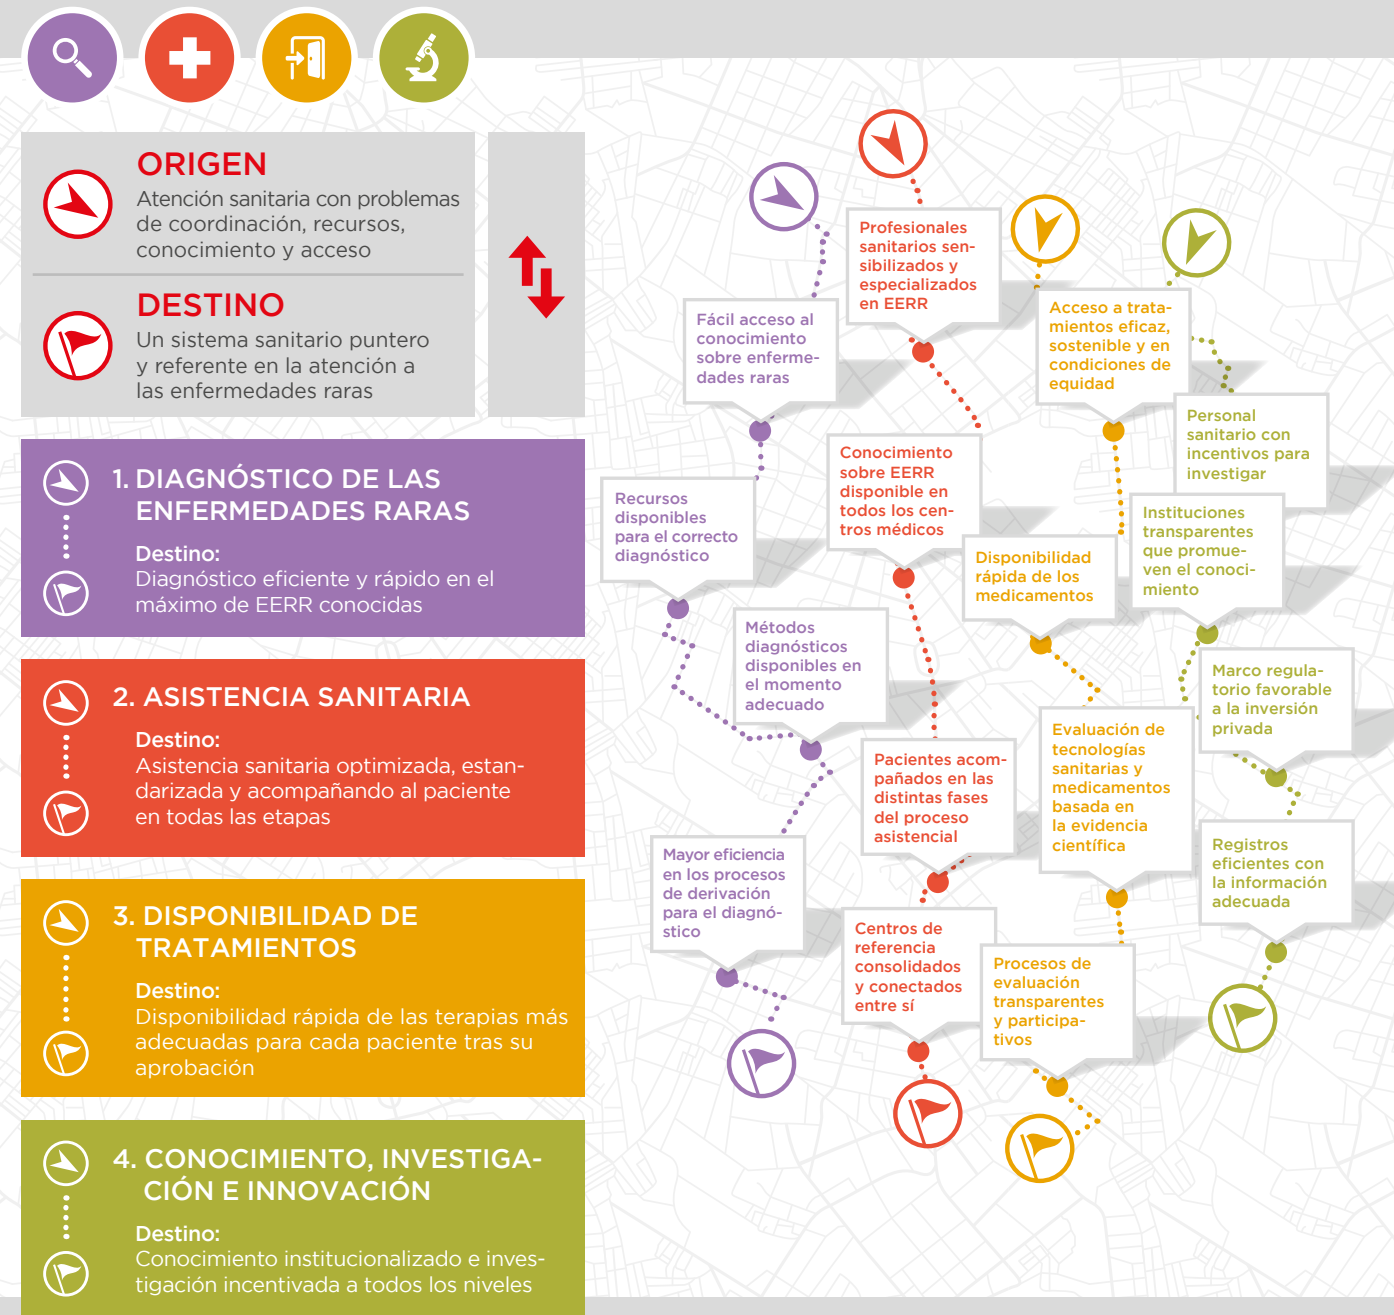 ORIGEN
Atención sanitaria con problemas
de coordinación, recursos,
conocimiento y acceso
DESTINO
Un sistema sanitario puntero
y referente en la atención a
las enfermedades raras
1. DIAGNÓSTICO DE LAS
ENFERMEDADES RARAS
Destino:
Diagnóstico eficiente y rápido en el
máximo de EERR conocidas
2. ASISTENCIA SANITARIA
Destino:
Asistencia sanitaria optimizada, estan-
darizada y acompañando al paciente
en todas las etapas
3. DISPONIBILIDAD DE
TRATAMIENTOS
Destino:
Disponibilidad rápida de las terapias más
adecuadas para cada paciente tras su
aprobación
4. CONOCIMIENTO, INVESTIGA-
CIÓN E INNOVACIÓN
Destino:
Conocimiento institucionalizado e inves-
tigación incentivada a todos los niveles
Fácil acceso al
conocimiento
sobre enferme-
dades raras
Recursos
disponibles
para el correcto
diagnóstico
Métodos
diagnósticos
disponibles en
el momento
adecuado
Mayor eficiencia
en los procesos
de derivación
para el diagnó-
stico
Profesionales
sanitarios sen-
sibilizados y
especializados
en EERR
Conocimiento
sobre EERR
disponible en
todos los cen-
tros médicos
Pacientes acom-
pañados en las
distintas fases
del proceso
asistencial
Centros de
referencia
consolidados
y conectados
entre sí
Acceso a trata-
mientos eficaz,
sostenible y en
condiciones de
equidad
Disponibilidad
rápida de los
medicamentos
Evaluación de
tecnologías
sanitarias y
medicamentos
basada en
la evidencia
científica
Procesos de
evaluación
transparentes
y participa-
tivos
Personal
sanitario con
incentivos para
investigar
Instituciones
transparentes
que promue-
ven el conoci-
miento
Marco regula-
torio favorable
a la inversión
privada
Registros
eficientes con
la información
adecuada